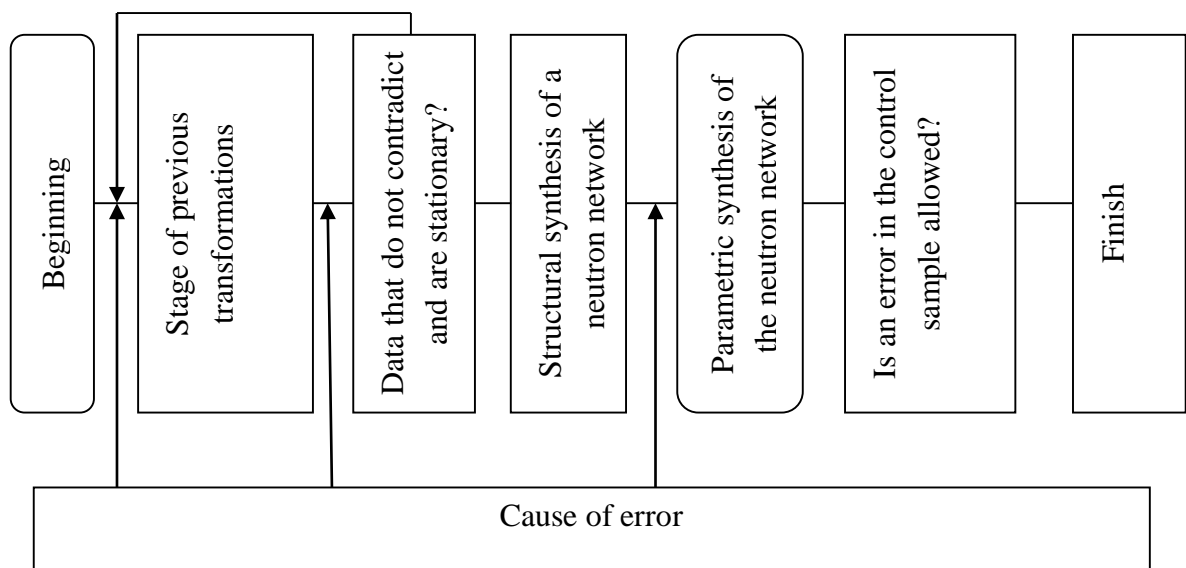 Beginning
Stage of previous
transformations
Data that do not contradict
and are stationary?
Structural synthesis of a
neutron network
Parametric synthesis of
the neutron network
Is an error in the control
sample allowed?
Finish
Cause of error